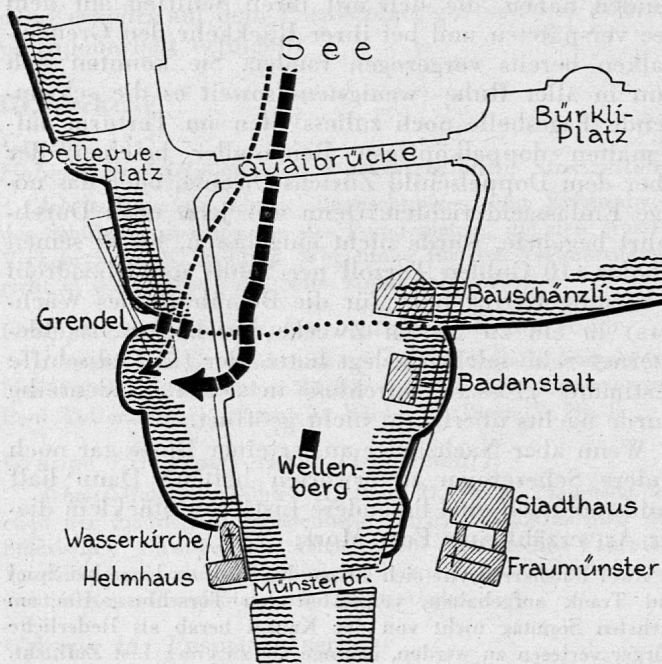 See
Bürkli-
Platz
Bellevue-
Platz
Quaibrücke
Bauschänzli
Grendel
Badanstalt
Wellen-
berg
Stadthaus
Wasserkirche
Fraumünster
Helmhaus
Münsterbr.